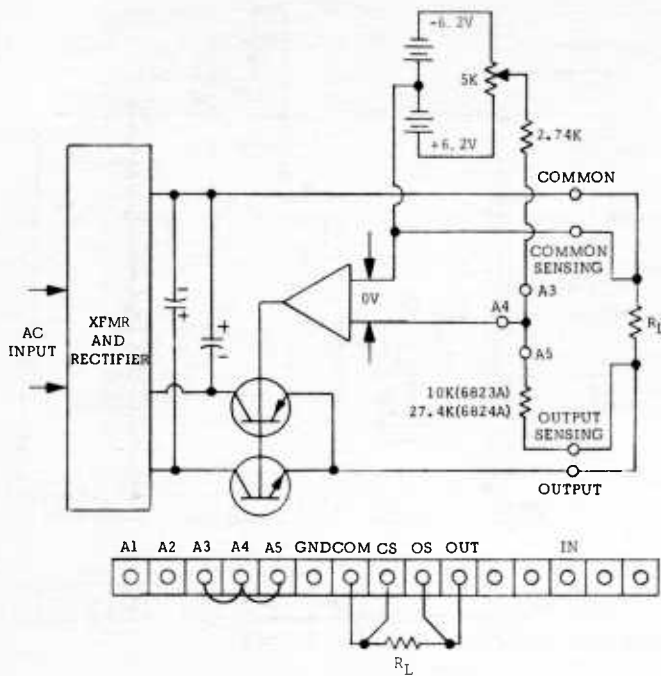 -6.2V
5K
+6.2V
2.74K
COMMON
COMMON
SENSING
0V
A3
A4
A5
RL
AC
INPUT
XFMR
AND
RECTIFIER
10K(6823A)
27.4K(6824A)
OUTPUT
SENSING
OUTPUT
A1 A2 A3 A4 A5 GND COM CS OS OUT IN
RL